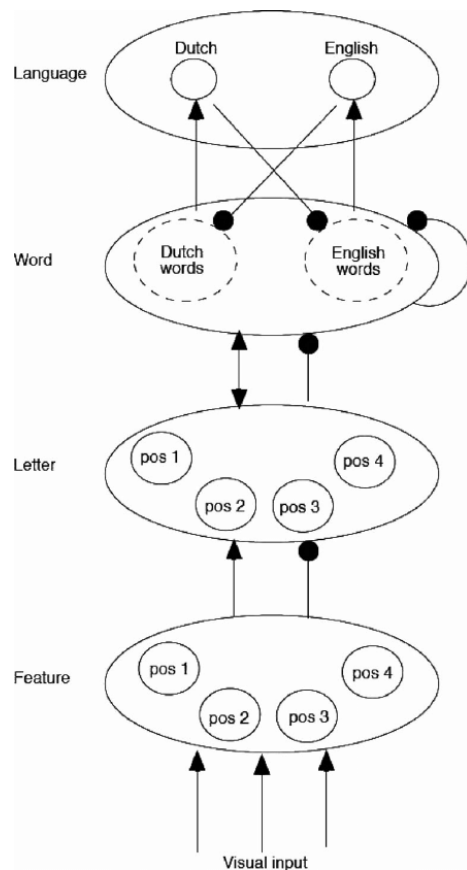 Dutch English
Language
Word
Dutch
words
English
words
Letter
pos 1
pos 4
pos 2
pos 3
Feature
pos 1
pos 4
pos 2
pos 3
Visual input